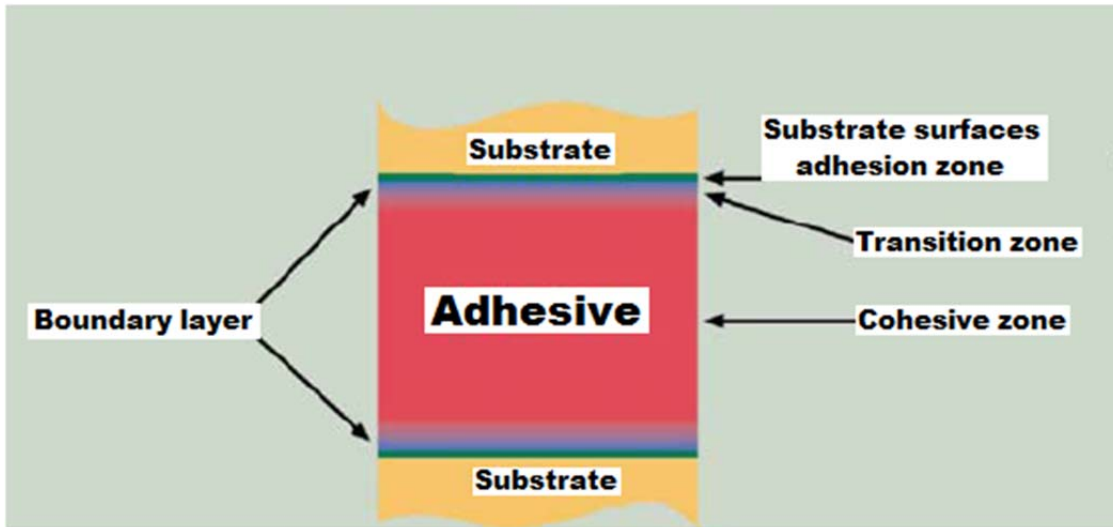 Substrate
Substrate surfaces
adhesion zone
Transition zone
Boundary layer
Adhesive
Cohesive zone
Substrate